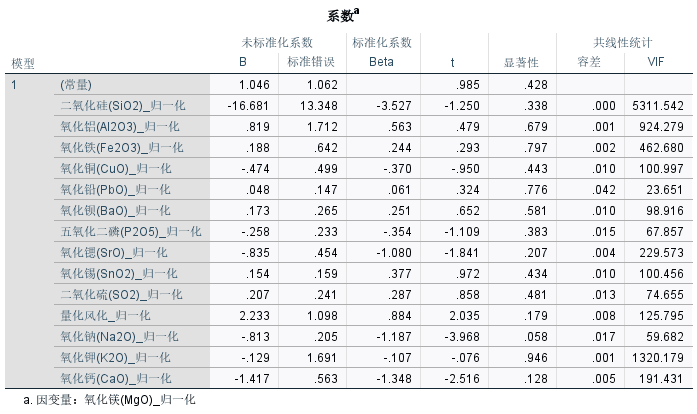 系数a
未标准化系数 标准化系数 共线性统计
模型 B 标准错误 Beta t 显著性 容差 VIF
1 (常量) 1.046 1.062 .985 .428
二氧化硅(SiO2)_归一化 -16.681 13.348 -3.527 -1.250 .338 .000 5311.542
氧化铝(Al2O3)_归一化 .819 1.712 .563 .479 .679 .001 924.279
氧化铁(Fe2O3)_归一化 .188 .642 .244 .293 .797 .002 462.680
氧化铜(CuO)_归一化 -.474 .499 -.370 -.950 .443 .010 100.997
氧化铅(PbO)_归一化 .048 .147 .061 .324 .776 .042 23.651
氧化钡(BaO)_归一化 .173 .265 .251 .652 .581 .010 98.916
五氧化二磷(P2O5)_归一化 -.258 .233 -.354 -1.109 .383 .015 67.857
氧化锶(SrO)_归一化 -.835 .454 -1.080 -1.841 .207 .004 229.573
氧化锡(SnO2)_归一化 .154 .159 .377 .972 .434 .010 100.456
二氧化硫(SO2)_归一化 .207 .241 .287 .858 .481 .013 74.655
量化风化_归一化 2.233 1.098 .884 2.035 .179 .008 125.795
氧化钠(Na2O)_归一化 -.813 .205 -1.187 -3.968 .058 .017 59.682
氧化钾(K2O)_归一化 -.129 1.691 -.107 -.076 .946 .001 1320.179
氧化钙(CaO)_归一化 -1.417 .563 -1.348 -2.516 .128 .005 191.431
a. 因变量：氧化镁(MgO)_归一化